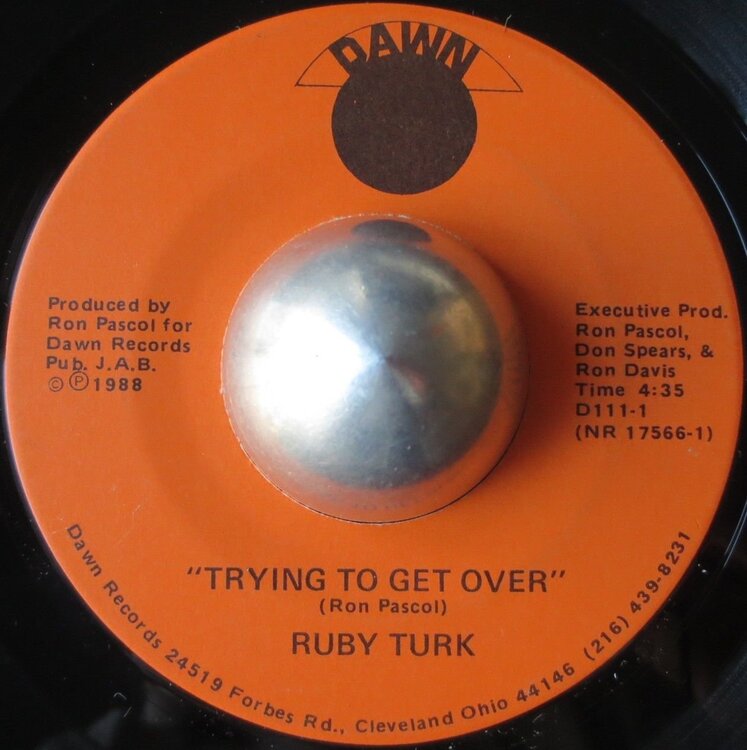 DAWN
Produced by
Ron Pascol for
Dawn Records
Pub. J.A.B.
© ℗ 1988
Executive Prod.
Ron Pascol,
Don Spears, &
Ron Davis
Time 4:35
D111-1
(NR 17566-1)
"TRYING TO GET OVER"
(Ron Pascol)
RUBY TURK
Dawn Records 24519 Forbes Rd., Cleveland Ohio 44146 (216) 439-8231